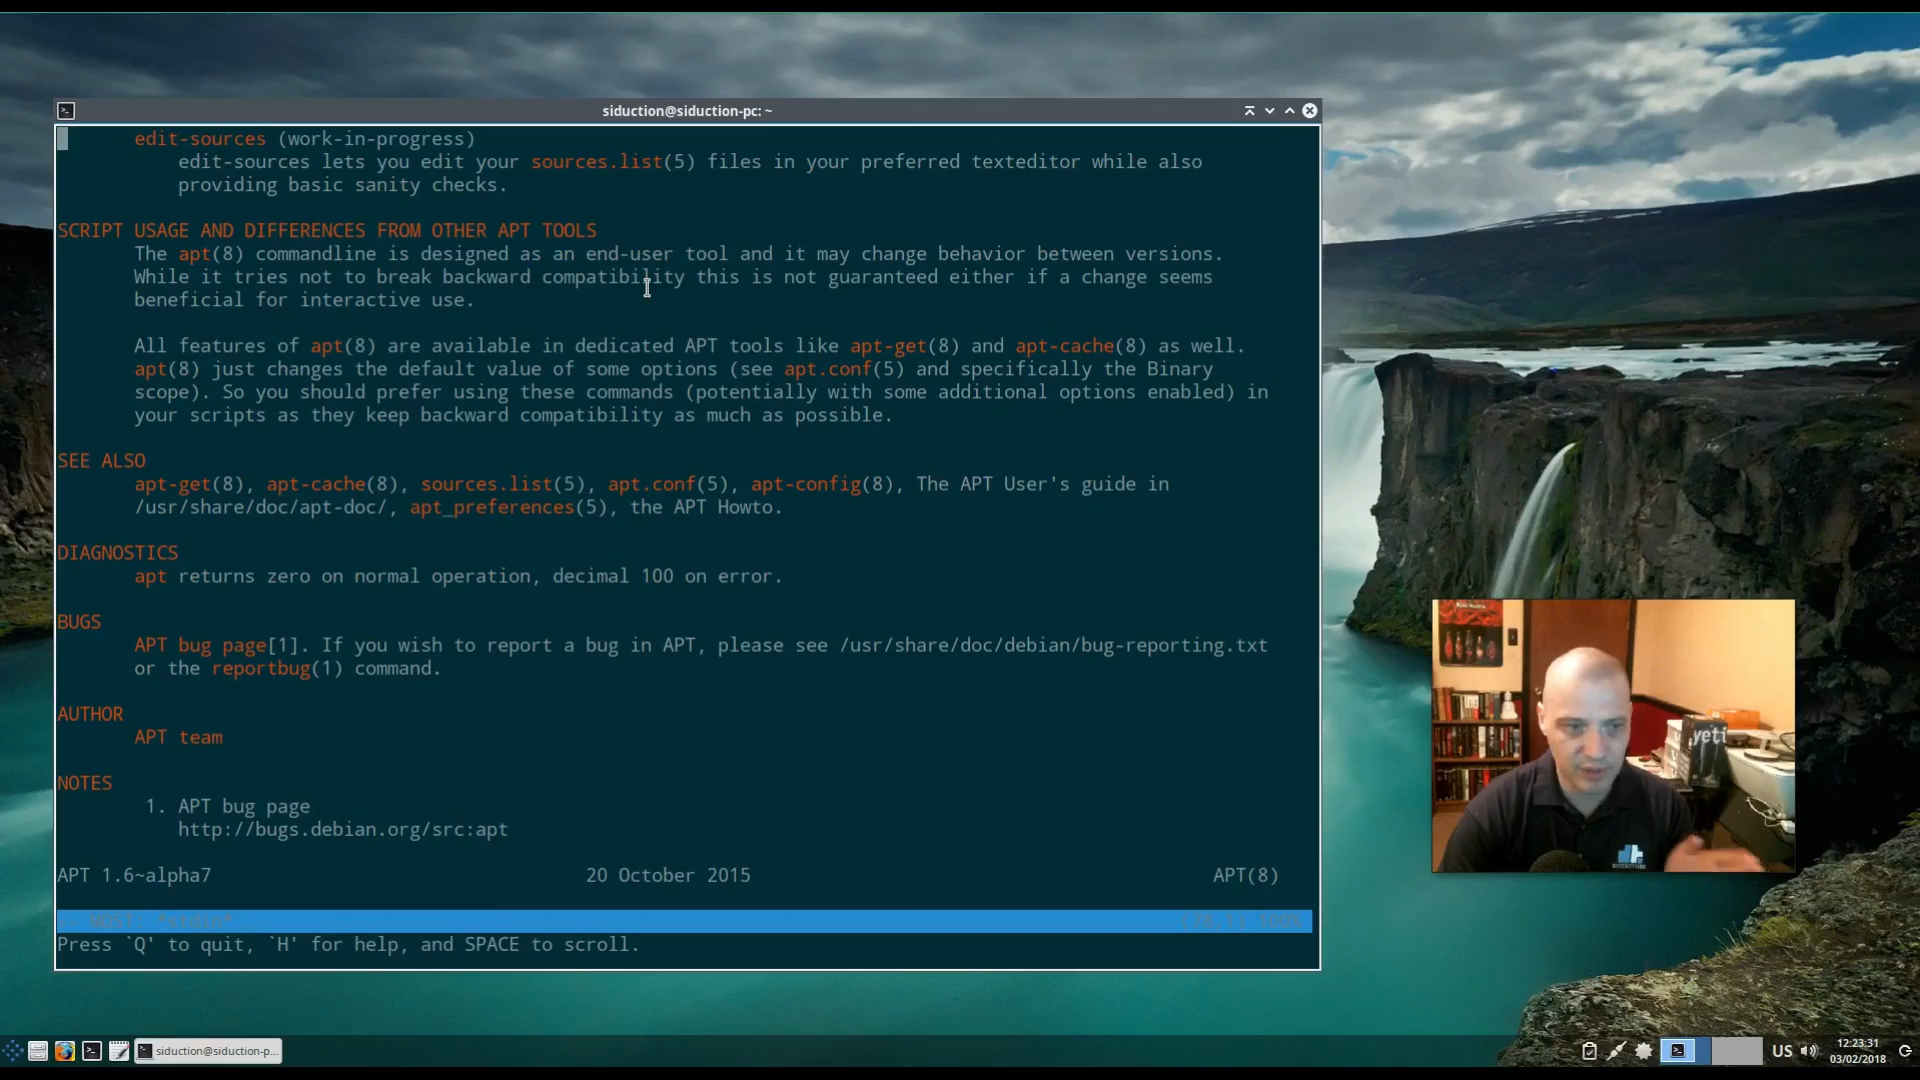 siduction@siduction-pc: ~
edit-sources (work-in-progress)
edit-sources lets you edit your sources.list(5) files in your preferred texteditor while also
providing basic sanity checks.
SCRIPT USAGE AND DIFFERENCES FROM OTHER APT TOOLS
The apt(8) commandline is designed as an end-user tool and it may change behavior between versions.
While it tries not to break backward compatibility this is not guaranteed either if a change seems
beneficial for interactive use.
All features of apt(8) are available in dedicated APT tools like apt-get(8) and apt-cache(8) as well.
apt(8) just changes the default value of some options (see apt.conf(5) and specifically the Binary
scope). So you should prefer using these commands (potentially with some additional options enabled) in
your scripts as they keep backward compatibility as much as possible.
SEE ALSO
apt-get(8), apt-cache(8), sources.list(5), apt.conf(5), apt-config(8), The APT User's guide in
/usr/share/doc/apt-doc/, apt_preferences(5), the APT Howto.
DIAGNOSTICS
apt returns zero on normal operation, decimal 100 on error.
BUGS
APT bug page[1]. If you wish to report a bug in APT, please see /usr/share/doc/debian/bug-reporting.txt
or the reportbug(1) command.
AUTHOR
APT team
NOTES
1. APT bug page
http://bugs.debian.org/src:apt
APT 1.6~alpha7 20 October 2015 APT(8)
-- MOST: *stdin*
Press `Q' to quit, `H' for help, and SPACE to scroll.
yeti
siduction@siduction-p...
US
12:23:31
03/02/2018